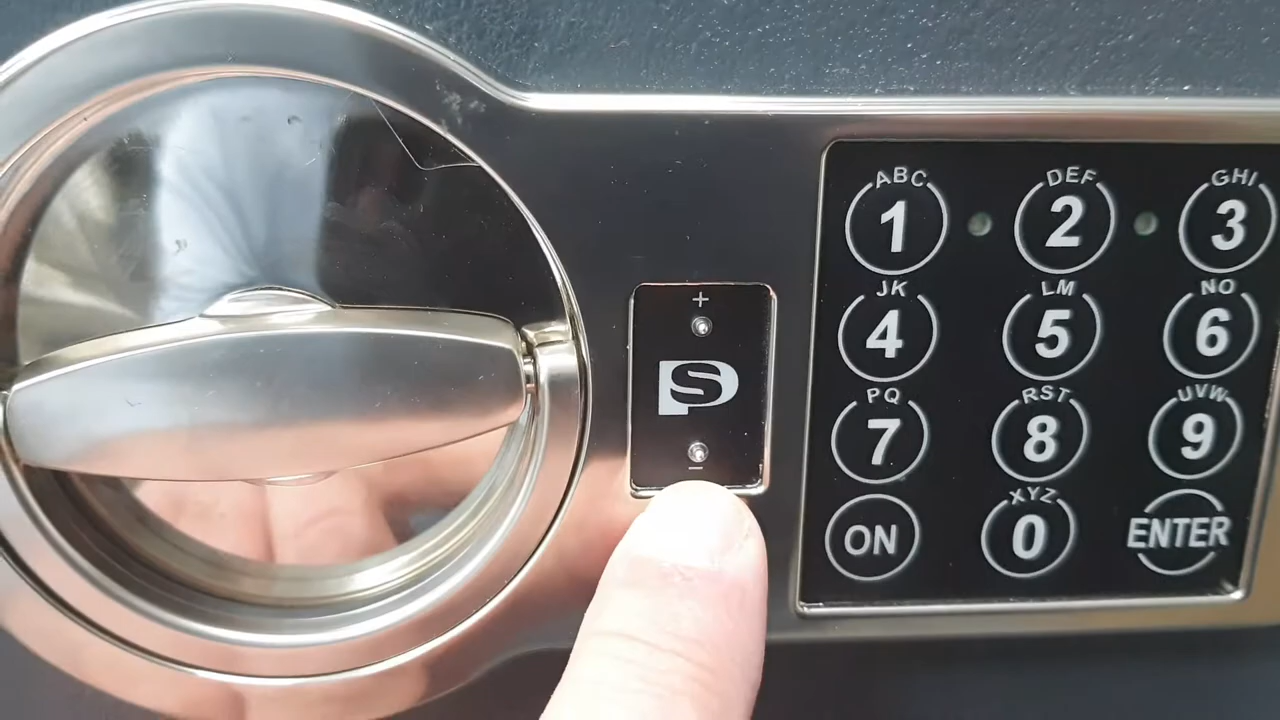 ABC DEF GHI
1 2 3
JK LM NO
4 5 6
PQ RST UVW
7 8 9
XYZ
ON 0 ENTER
+
PS
−